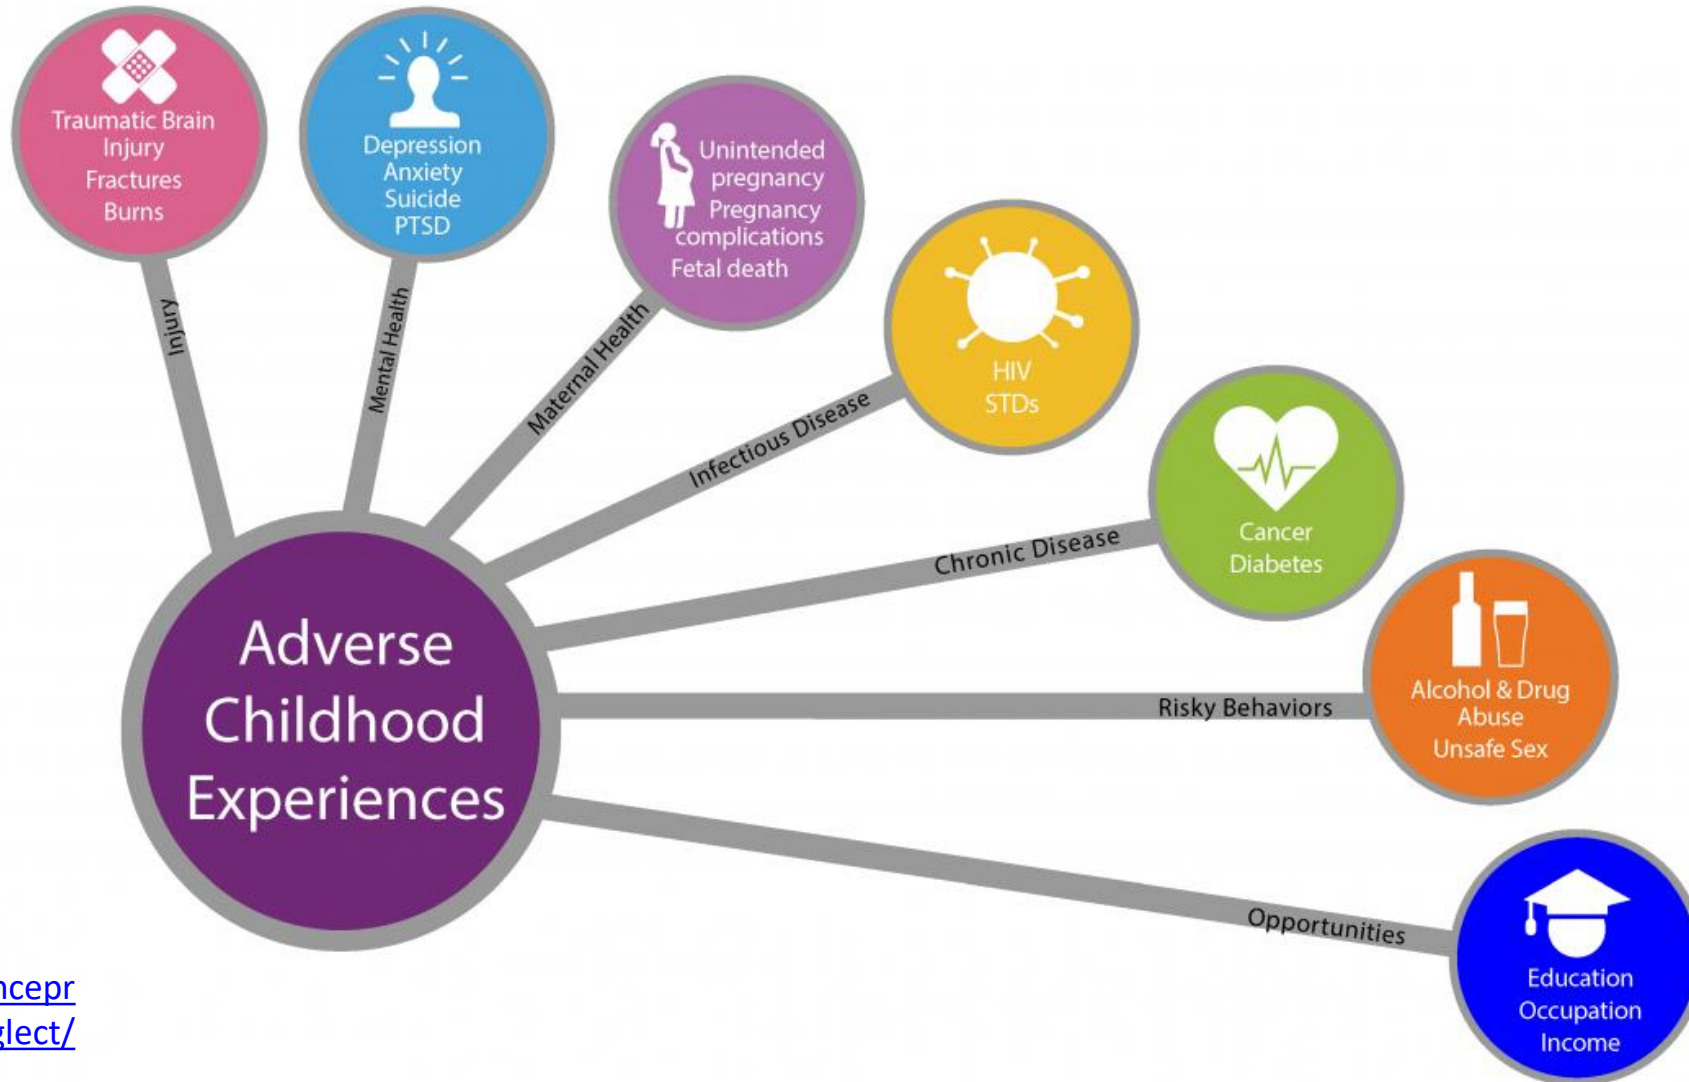 Traumatic Brain
Injury
Fractures
Burns
Injury
Depression
Anxiety
Suicide
PTSD
Mental Health
Unintended
pregnancy
Pregnancy
complications
Fetal death
Maternal Health
HIV
STDs
Infectious Disease
Cancer
Diabetes
Chronic Disease
Alcohol & Drug
Abuse
Unsafe Sex
Risky Behaviors
Education
Occupation
Income
Opportunities
Adverse
Childhood
Experiences
ncepr
glect/